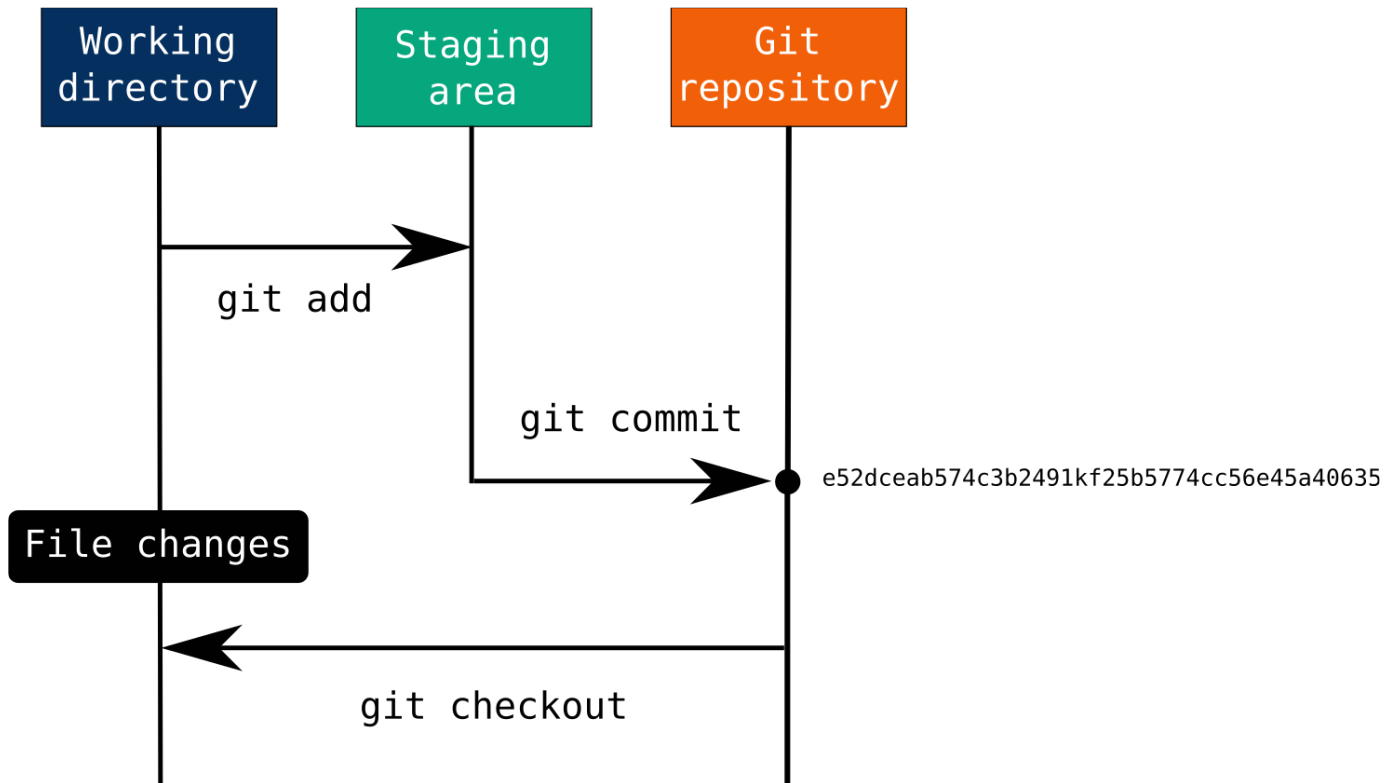 Working
directory
Staging
area
Git
repository
git add
git commit
e52dceab574c3b2491kf25b5774cc56e45a40635
File changes
git checkout